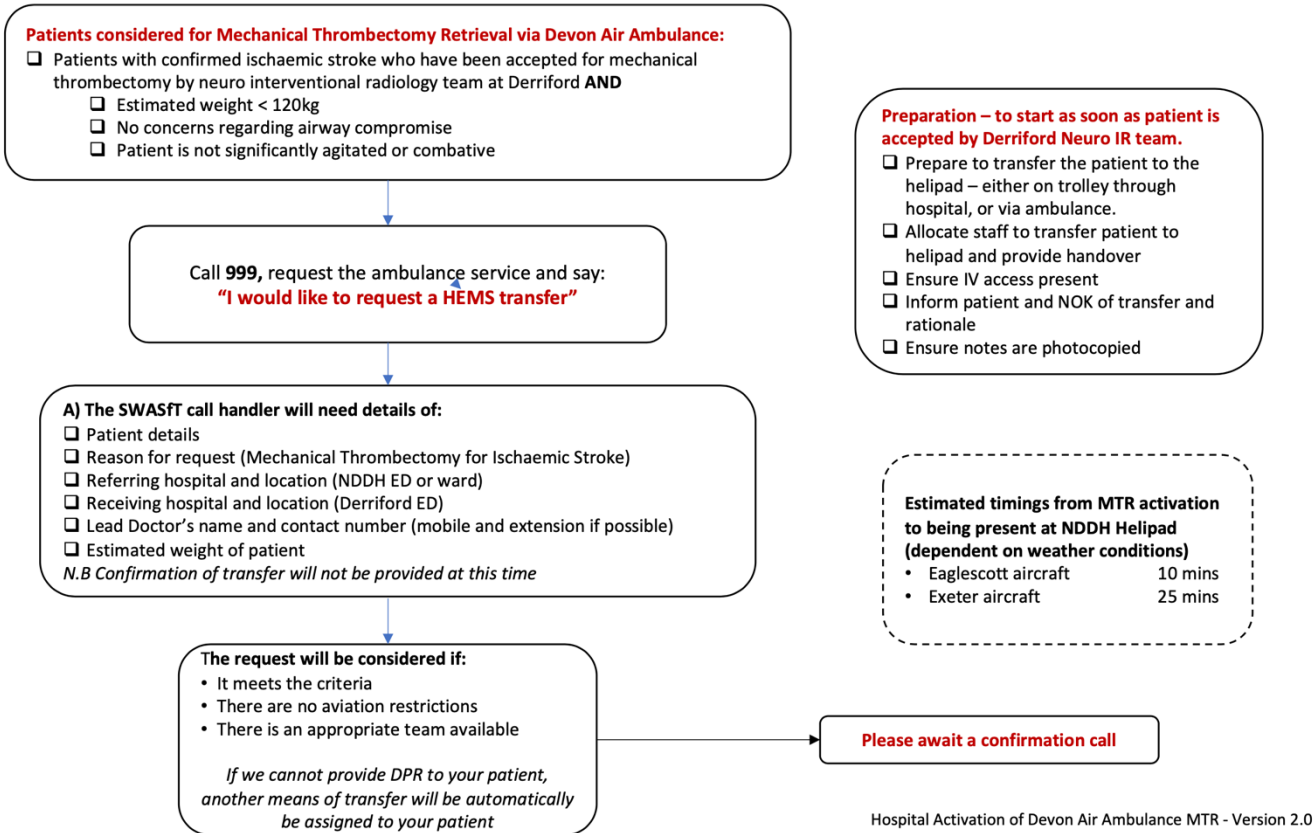 Patients considered for Mechanical Thrombectomy Retrieval via Devon Air Ambulance:
❑ Patients with confirmed ischaemic stroke who have been accepted for mechanical
thrombectomy by neuro interventional radiology team at Derriford AND
❑ Estimated weight < 120kg
❑ No concerns regarding airway compromise
❑ Patient is not significantly agitated or combative
Call 999, request the ambulance service and say:
“I would like to request a HEMS transfer”
A) The SWASfT call handler will need details of:
❑ Patient details
❑ Reason for request (Mechanical Thrombectomy for Ischaemic Stroke)
❑ Referring hospital and location (NDDH ED or ward)
❑ Receiving hospital and location (Derriford ED)
❑ Lead Doctor’s name and contact number (mobile and extension if possible)
❑ Estimated weight of patient
N.B Confirmation of transfer will not be provided at this time
The request will be considered if:
• It meets the criteria
• There are no aviation restrictions
• There is an appropriate team available
If we cannot provide DPR to your patient,
another means of transfer will be automatically
be assigned to your patient
Please await a confirmation call
Preparation – to start as soon as patient is
accepted by Derriford Neuro IR team.
❑ Prepare to transfer the patient to the
helipad – either on trolley through
hospital, or via ambulance.
❑ Allocate staff to transfer patient to
helipad and provide handover
❑ Ensure IV access present
❑ Inform patient and NOK of transfer and
rationale
❑ Ensure notes are photocopied
Estimated timings from MTR activation
to being present at NDDH Helipad
(dependent on weather conditions)
• Eaglescott aircraft 10 mins
• Exeter aircraft 25 mins
Hospital Activation of Devon Air Ambulance MTR - Version 2.0